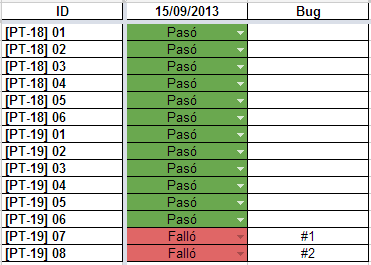 ID 15/09/2013 Bug
[PT-18] 01 Pasó
[PT-18] 02 Pasó
[PT-18] 03 Pasó
[PT-18] 04 Pasó
[PT-18] 05 Pasó
[PT-18] 06 Pasó
[PT-19] 01 Pasó
[PT-19] 02 Pasó
[PT-19] 03 Pasó
[PT-19] 04 Pasó
[PT-19] 05 Pasó
[PT-19] 06 Pasó
[PT-19] 07 Falló #1
[PT-19] 08 Falló #2